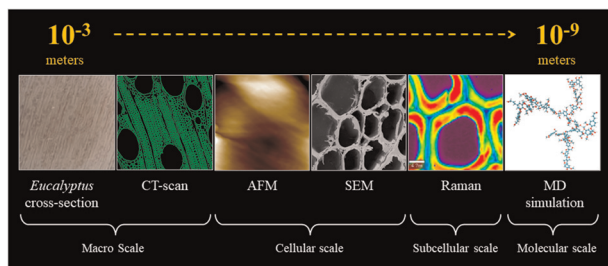 10-3
meters
10-9
meters
Eucalyptus
cross-section
CT-scan
AFM
SEM
Raman
MD
simulation
Macro Scale
Cellular scale
Subcellular scale
Molecular scale